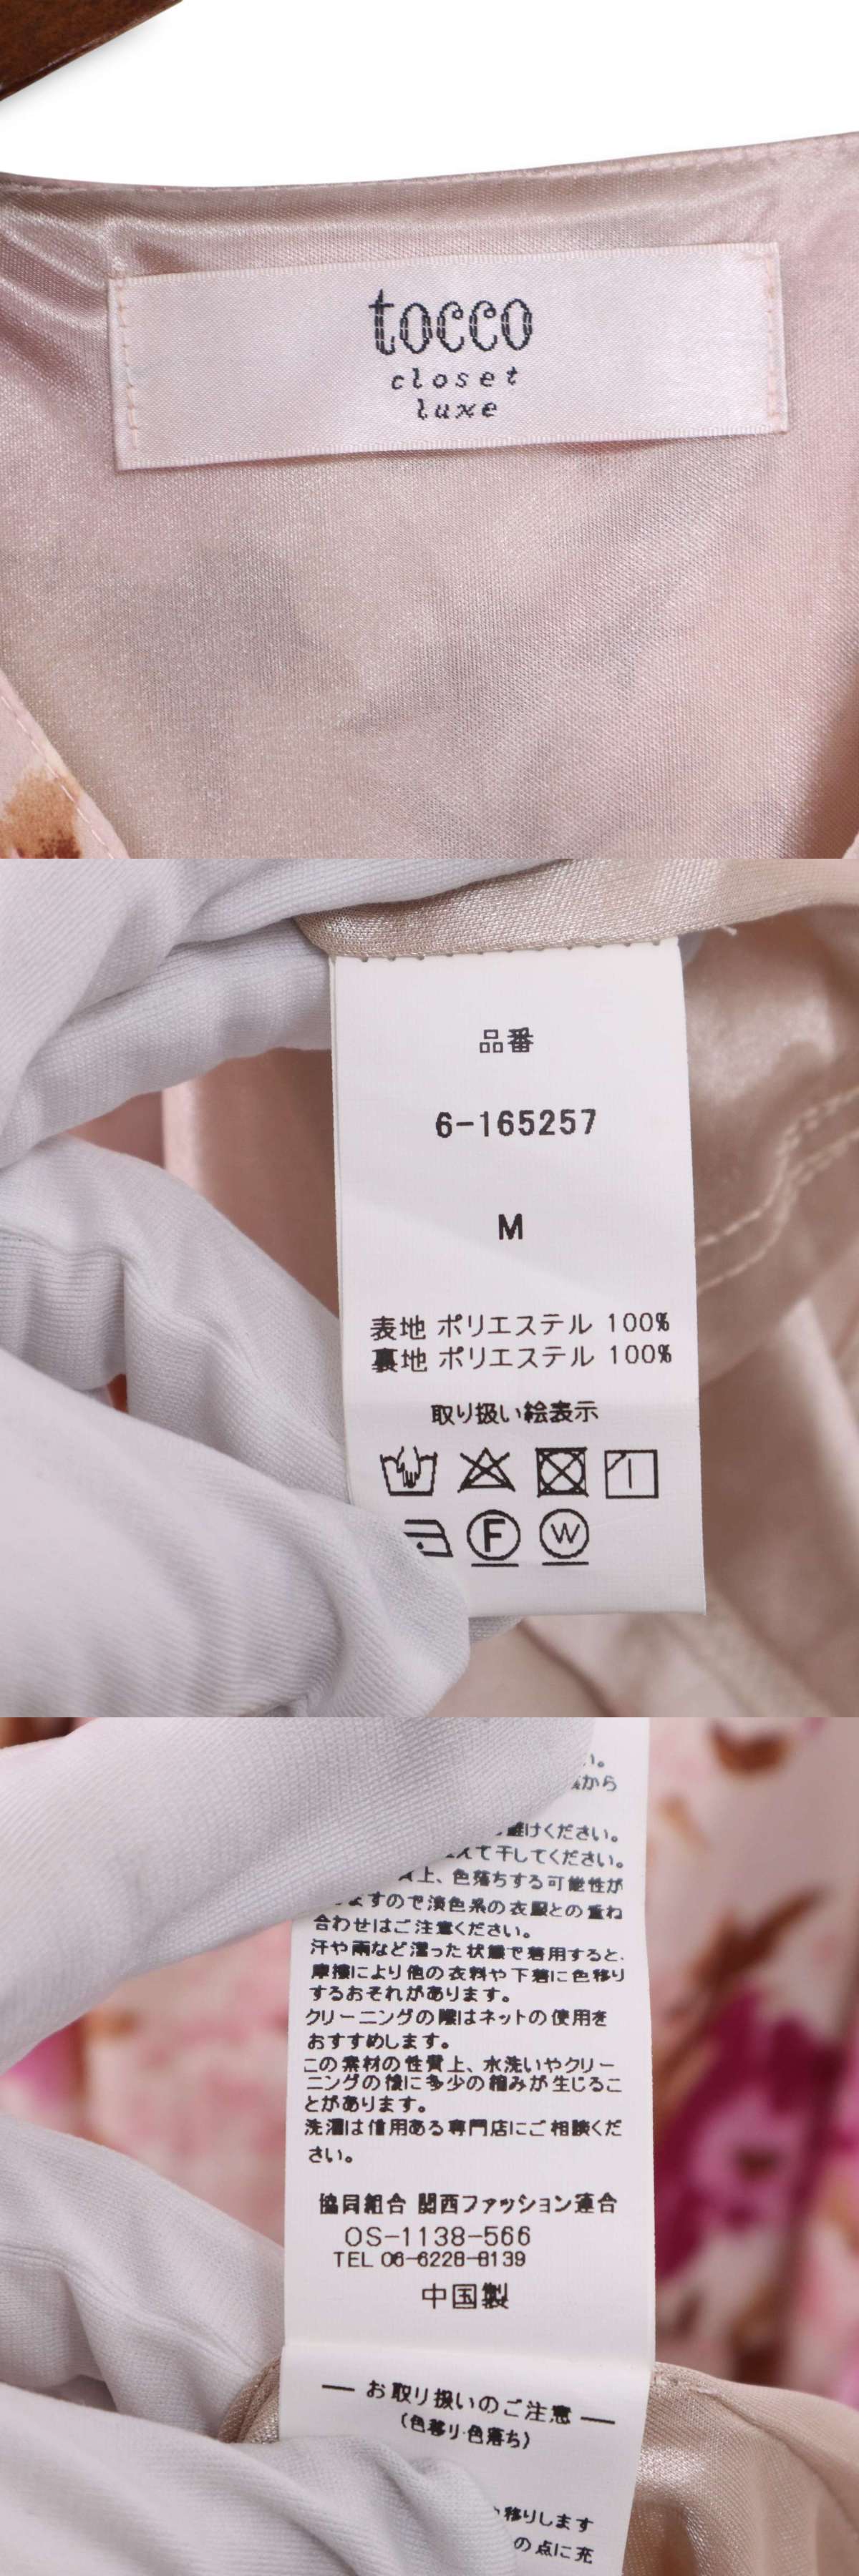 tocco
closet
luxe
品番
6-165257
M
表地 ポリエステル 100%
裏地 ポリエステル 100%
取り扱い絵表示
F W
い。
から
避けください。
えて干してください。
上、色落ちする可能性が
ますので淡色系の衣服との重ね
合わせはご注意ください。
汗や雨など湿った状態で着用すると、
摩擦により他の衣料や下着に色移り
するおそれがあります。
クリーニングの際はネットの使用を
おすすめします。
この素材の性質上、水洗いやクリー
ニングの後に多少の縮みが生じるこ
とがあります。
洗濯は信用ある専門店にご相談くだ
さい。
協同組合 関西ファッション連合
OS-1138-566
TEL 06-6228-8139
中国製
― お取り扱いのご注意 ―
（色移り・色落ち）
移りします
の点に充